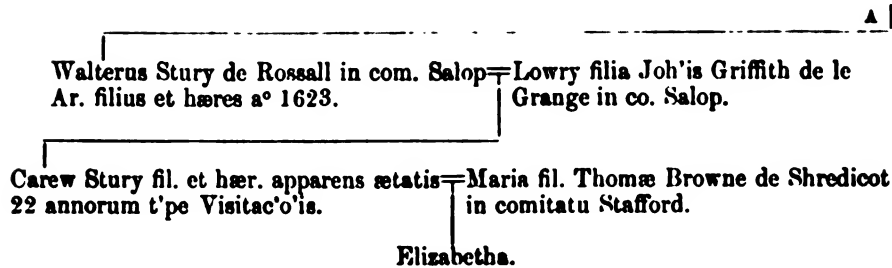 A
Walterus Stury de Rossall in com. Salop═Lowry filia Joh'is Griffith de le
Ar. filius et hæres aº 1623. Grange in co. Salop.
Carew Stury fil. et hær. apparens ætatis═Maria fil. Thomæ Browne de Shredicot
22 annorum t'pe Visitac'o'is. in comitatu Stafford.
Elizabetha.